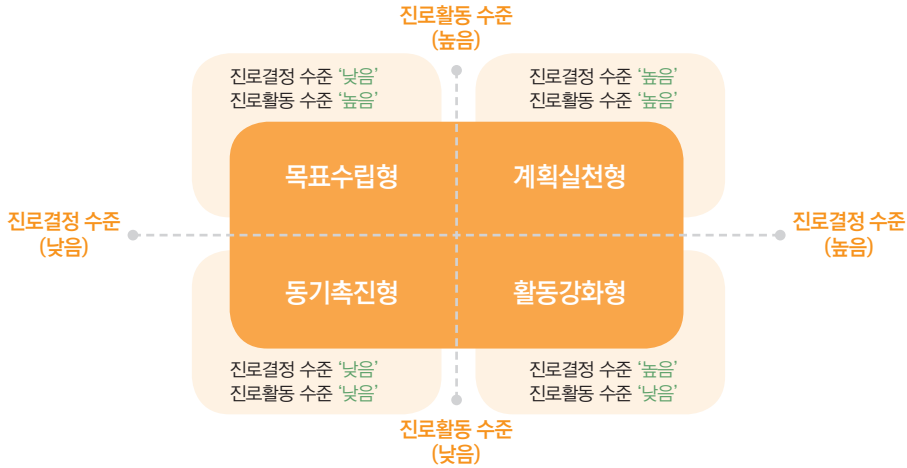 진로활동 수준
(높음)
진로결정 수준 ‘낮음’
진로활동 수준 ‘높음’
진로결정 수준 ‘높음’
진로활동 수준 ‘높음’
목표수립형
계획실천형
진로결정 수준
(낮음)
진로결정 수준
(높음)
동기촉진형
활동강화형
진로결정 수준 ‘낮음’
진로활동 수준 ‘낮음’
진로결정 수준 ‘높음’
진로활동 수준 ‘낮음’
진로활동 수준
(낮음)